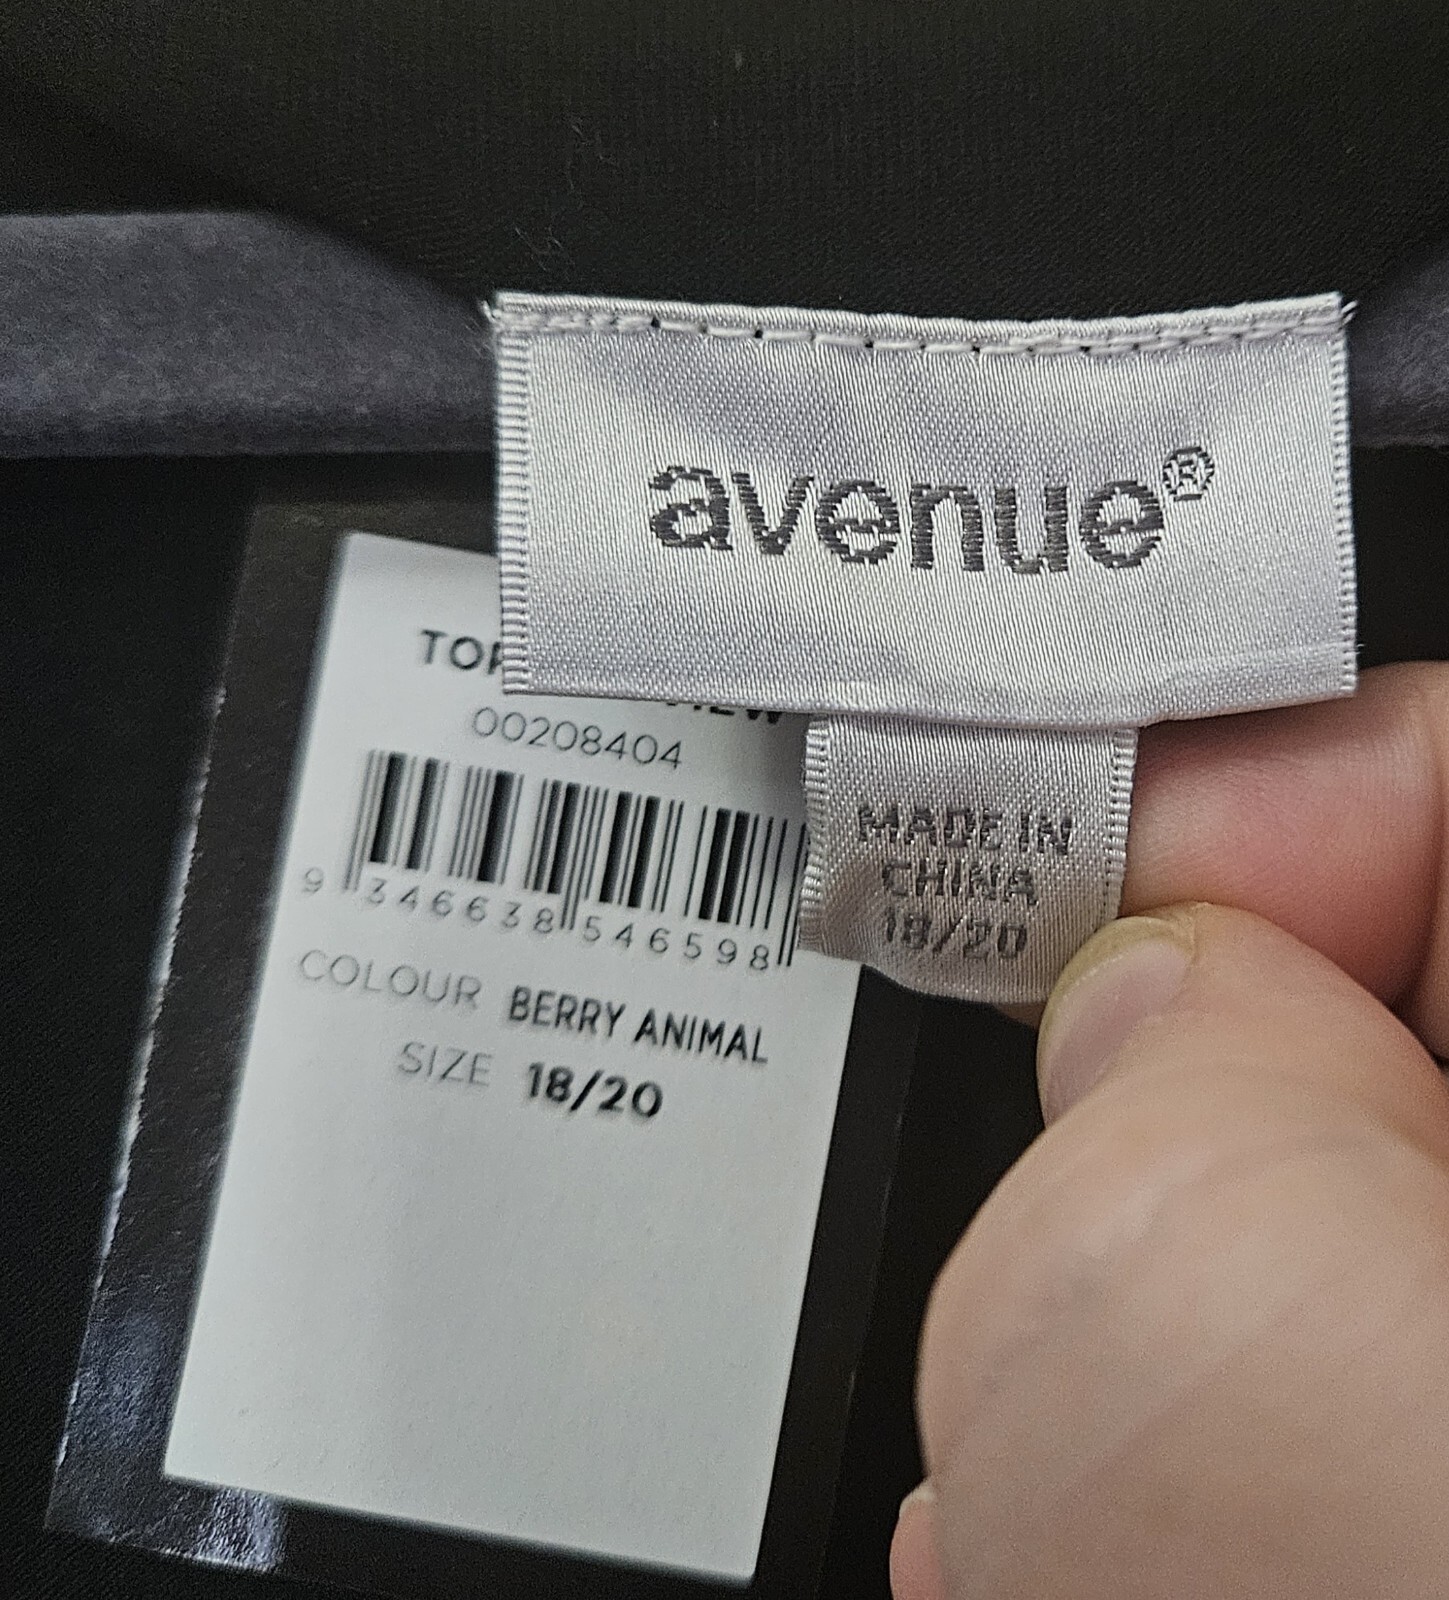 avenue®
MADE IN
CHINA
18/20
TOP
00208404
9 346638 546598
COLOUR BERRY ANIMAL
SIZE 18/20